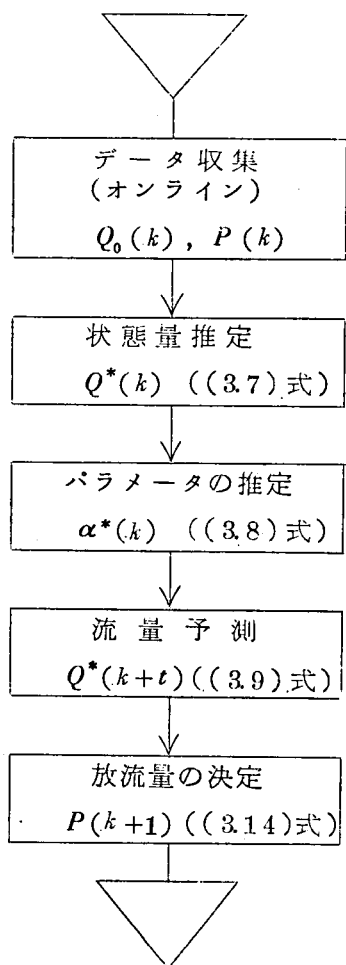 データ収集
(オンライン)
Q₀(k) , P(k)
状態量推定
Q*(k) ((3.7)式)
パラメータの推定
α*(k) ((3.8)式)
流量予測
Q*(k+t)((3.9)式)
放流量の決定
P(k+1)((3.14)式)